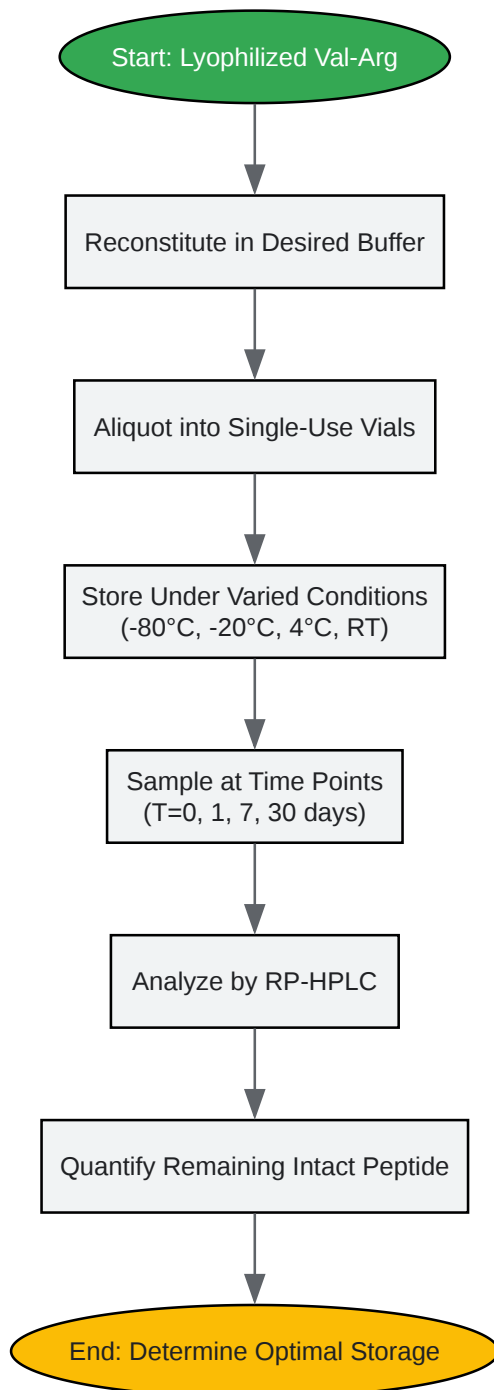 Start: Lyophilized Val-Arg
Reconstitute in Desired Buffer
Aliquot into Single-Use Vials
Store Under Varied Conditions
(-80°C, -20°C, 4°C, RT)
Sample at Time Points
(T=0, 1, 7, 30 days)
Analyze by RP-HPLC
Quantify Remaining Intact Peptide
End: Determine Optimal Storage